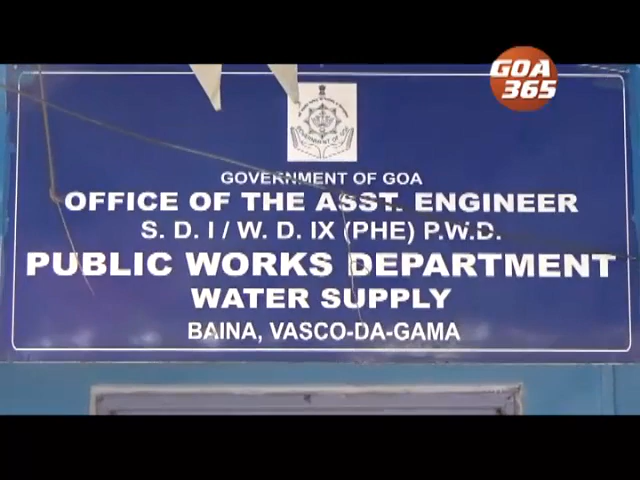 GOA
365
GOVERNMENT OF GOA
OFFICE OF THE ASST. ENGINEER
S. D. I / W. D. IX (PHE) P.W.D.
PUBLIC WORKS DEPARTMENT
WATER SUPPLY
BAINA, VASCO-DA-GAMA